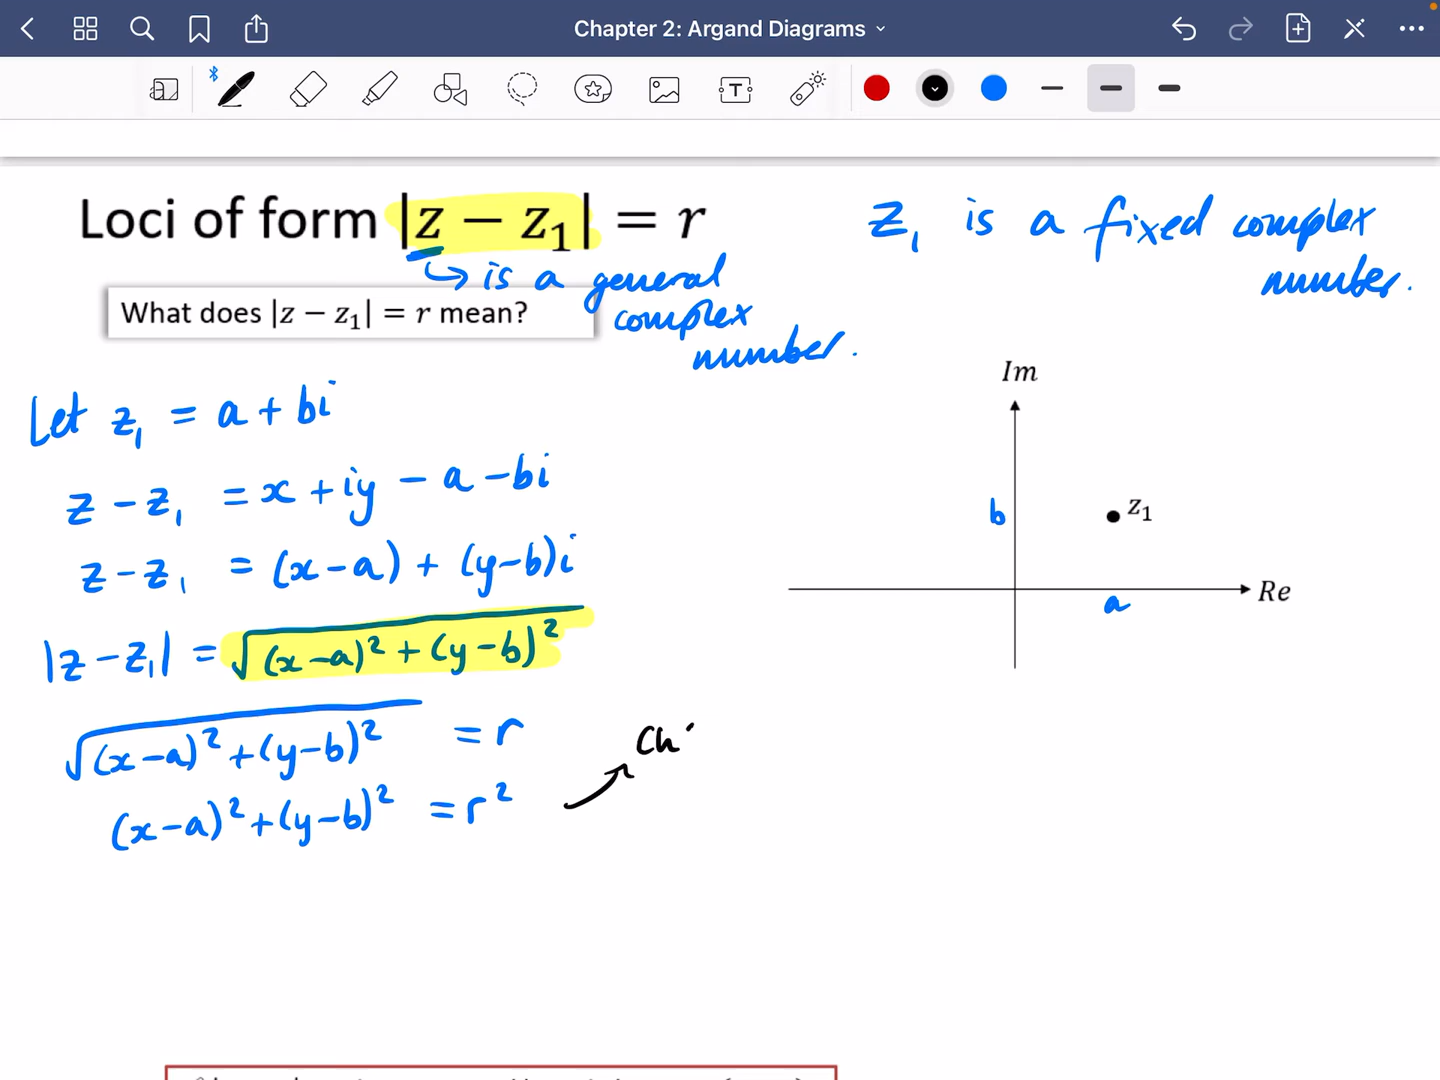 Chapter 2: Argand Diagrams
Loci of form |z − z₁| = r
z₁ is a fixed complex
number.
↳ is a general
complex
number.
What does |z − z₁| = r mean?
Let z₁ = a + bi
z − z₁ = x + iy − a − bi
z − z₁ = (x−a) + (y−b)i
|z − z₁| = √((x−a)² + (y−b)²)
√((x−a)² + (y−b)²) = r
(x−a)² + (y−b)² = r²
Im
b
z₁
Re
a